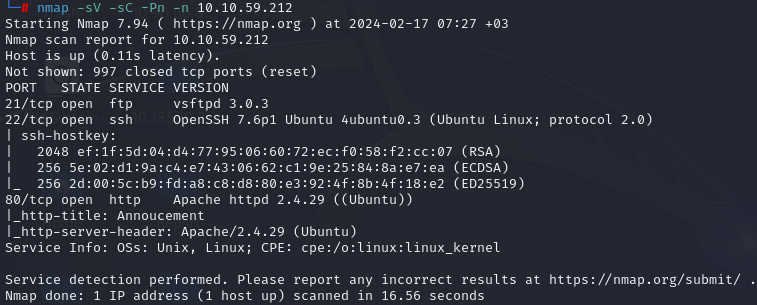 └─# nmap -sV -sC -Pn -n 10.10.59.212
Starting Nmap 7.94 ( https://nmap.org ) at 2024-02-17 07:27 +03
Nmap scan report for 10.10.59.212
Host is up (0.11s latency).
Not shown: 997 closed tcp ports (reset)
PORT   STATE SERVICE VERSION
21/tcp open  ftp     vsftpd 3.0.3
22/tcp open  ssh     OpenSSH 7.6p1 Ubuntu 4ubuntu0.3 (Ubuntu Linux; protocol 2.0)
| ssh-hostkey:
|   2048 ef:1f:5d:04:d4:77:95:06:60:72:ec:f0:58:f2:cc:07 (RSA)
|   256 5e:02:d1:9a:c4:e7:43:06:62:c1:9e:25:84:8a:e7:ea (ECDSA)
|_  256 2d:00:5c:b9:fd:a8:c8:d8:80:e3:92:4f:8b:4f:18:e2 (ED25519)
80/tcp open  http    Apache httpd 2.4.29 ((Ubuntu))
|_http-title: Annoucement
|_http-server-header: Apache/2.4.29 (Ubuntu)
Service Info: OSs: Unix, Linux; CPE: cpe:/o:linux:linux_kernel

Service detection performed. Please report any incorrect results at https://nmap.org/submit/ .
Nmap done: 1 IP address (1 host up) scanned in 16.56 seconds